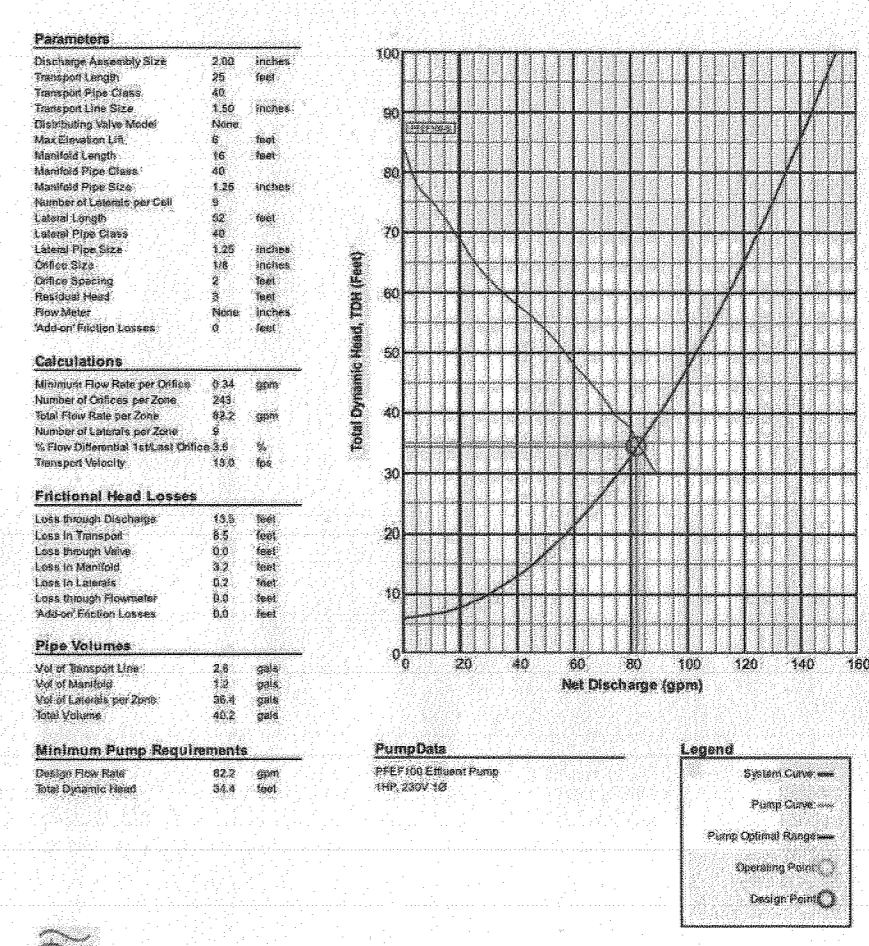 Parameters
Discharge Assembly Size 2.00 inches
Transport Length 25 feet
Transport Pipe Class 40
Transport Line Size 1.50 inches
Distributing Valve Model None
Max Elevation Lift 6 feet
Manifold Length 16 feet
Manifold Pipe Class 40
Manifold Pipe Size 1.25 inches
Number of Laterals per Cell 9
Lateral Length 52 feet
Lateral Pipe Class 40
Lateral Pipe Size 1.25 inches
Orifice Size 1/8 inches
Orifice Spacing 2 feet
Residual Head 3 feet
Flow Meter None inches
'Add-on' Friction Losses 0 feet
Calculations
Minimum Flow Rate per Orifice 0.34 gpm
Number of Orifices per Zone 243
Total Flow Rate per Zone 82.2 gpm
Number of Laterals per Zone 9
% Flow Differential 1st/Last Orifice 3.6 %
Transport Velocity 13.0 fps
Frictional Head Losses
Loss through Discharge 13.5 feet
Loss in Transport 8.5 feet
Loss through Valve 0.0 feet
Loss in Manifold 3.2 feet
Loss in Laterals 0.2 feet
Loss through Flowmeter 0.0 feet
'Add-on' Friction Losses 0.0 feet
Pipe Volumes
Vol of Transport Line 2.6 gals
Vol of Manifold 1.2 gals
Vol of Laterals per Zone 36.4 gals
Total Volume 40.2 gals
Minimum Pump Requirements
Design Flow Rate 82.2 gpm
Total Dynamic Head 34.4 feet
Total Dynamic Head, TDH (Feet)
100
90
80
70
60
50
40
30
20
10
0
0 20 40 60 80 100 120 140 160
Net Discharge (gpm)
PumpData
PFEF100 Effluent Pump
1HP, 230V 1Ø
Legend
System Curve
Pump Curve
Pump Optimal Range
Operating Point
Design Point